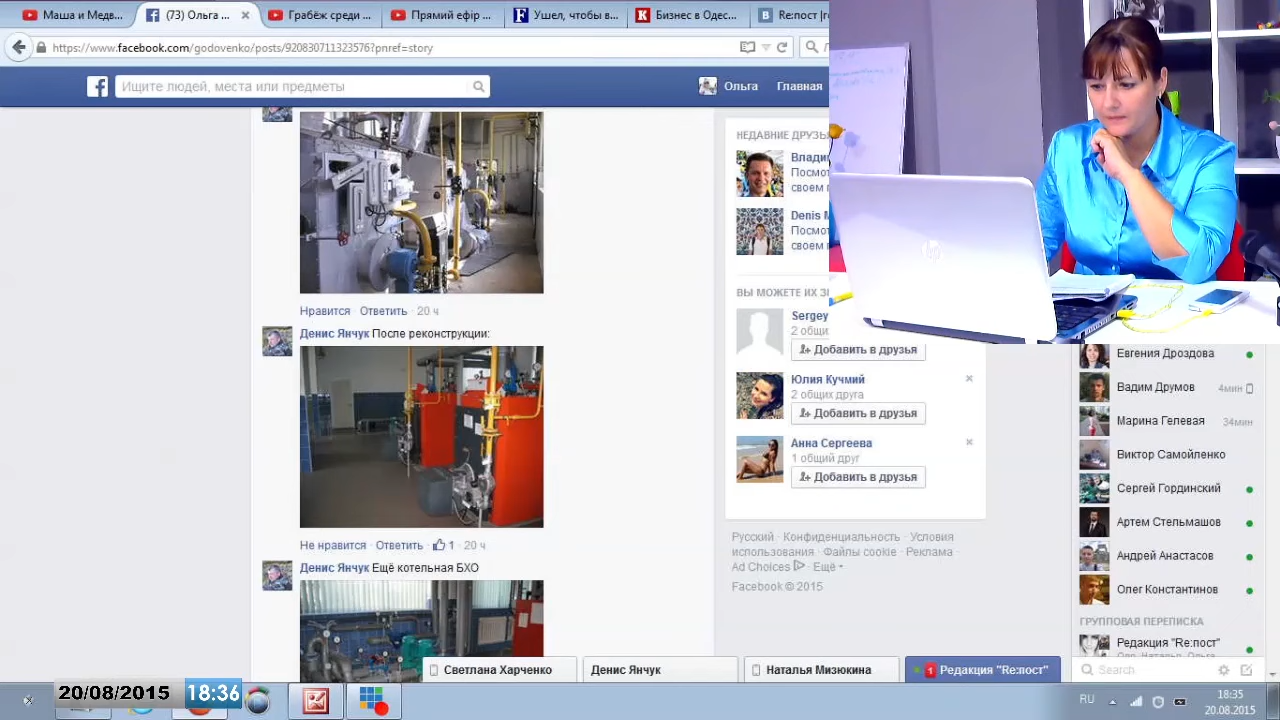 Маша и Медв
(73) Ольга
Грабёж среди
Прямий ефір
Ушел, чтобы в
Бизнес в Одес
Re:пост |
https://www.facebook.com/godovenko/posts/920830711323576?pnref=story
Ищите людей, места или предметы
Ольга
Главная
НЕДАВНИЕ ДРУЗЬ
Влади
Посмот
своем п
Denis M
Посмот
своем п
Нравится · Ответить · 20 ч
Денис Янчук После реконструкции:
ВЫ МОЖЕТЕ ИХ З
Sergey
2 общи
Добавить в друзья
Юлия Кучмий
2 общих друга
Добавить в друзья
Анна Сергеева
1 общий друг
Добавить в друзья
Не нравится · Ответить · 1 · 20 ч
Денис Янчук Ещё котельная БХО
Русский · Конфиденциальность · Условия
использования · Файлы cookie · Реклама ·
Ad Choices · Ещё
Facebook © 2015
Евгения Дроздова
Вадим Друмов 4мин
Марина Гелевая 34мин
Виктор Самойленко
Сергей Гординский
Артем Стельмашов
Андрей Анастасов
Олег Константинов
ГРУППОВАЯ ПЕРЕПИСКА
Редакция "Re:пост"
Search
Светлана Харченко
Денис Янчук
Наталья Мизюкина
1 Редакция "Re:пост"
20/08/2015 18:36
RU
18:35
20.08.2015
hp